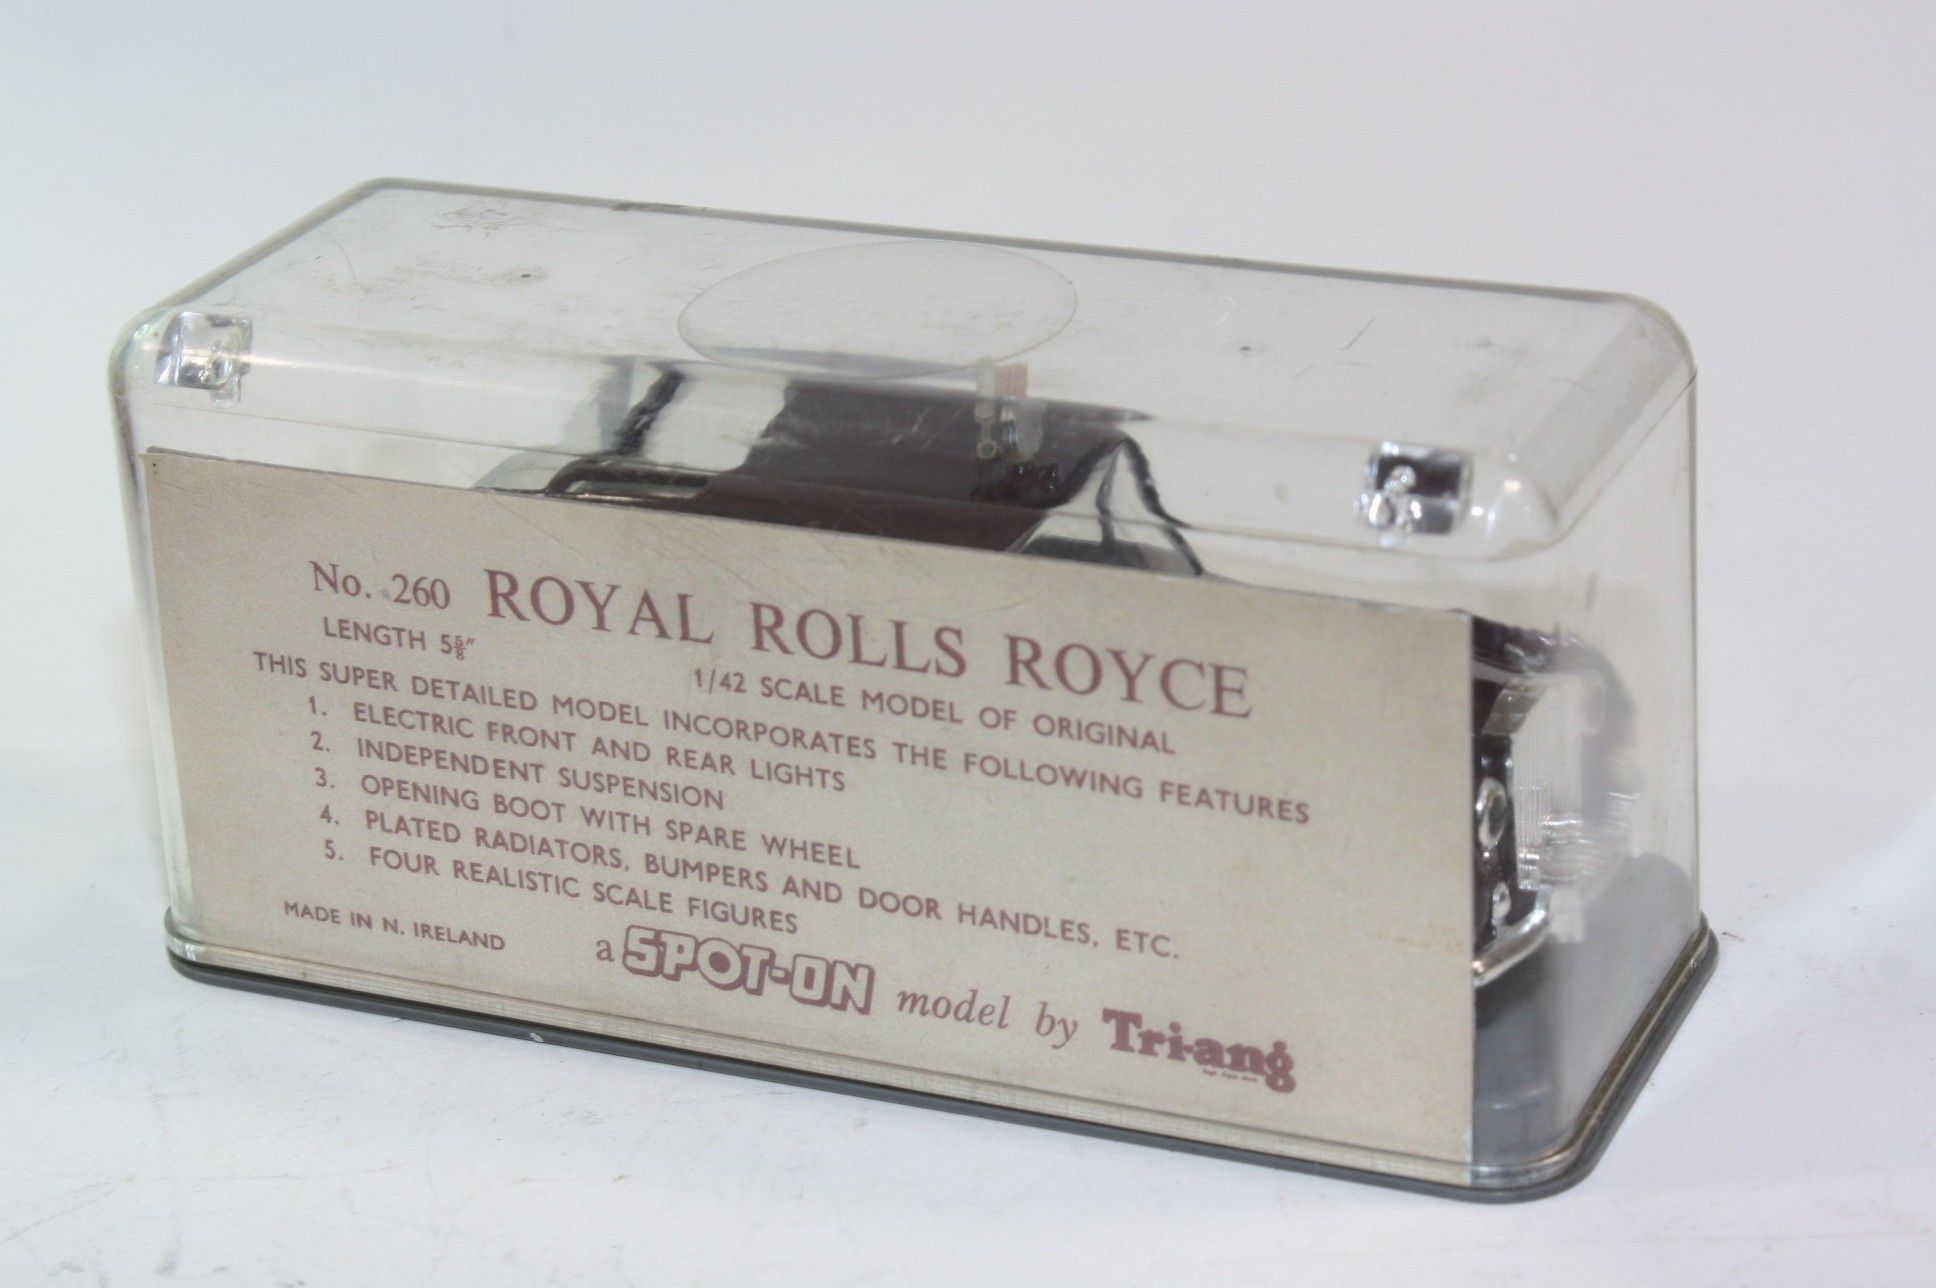 No. 260 ROYAL ROLLS ROYCE
LENGTH 5⅝"
1/42 SCALE MODEL OF ORIGINAL
THIS SUPER DETAILED MODEL INCORPORATES THE FOLLOWING FEATURES
1. ELECTRIC FRONT AND REAR LIGHTS
2. INDEPENDENT SUSPENSION
3. OPENING BOOT WITH SPARE WHEEL
4. PLATED RADIATORS, BUMPERS AND DOOR HANDLES, ETC.
5. FOUR REALISTIC SCALE FIGURES
MADE IN N. IRELAND
a SPOT-ON model by Tri-ang